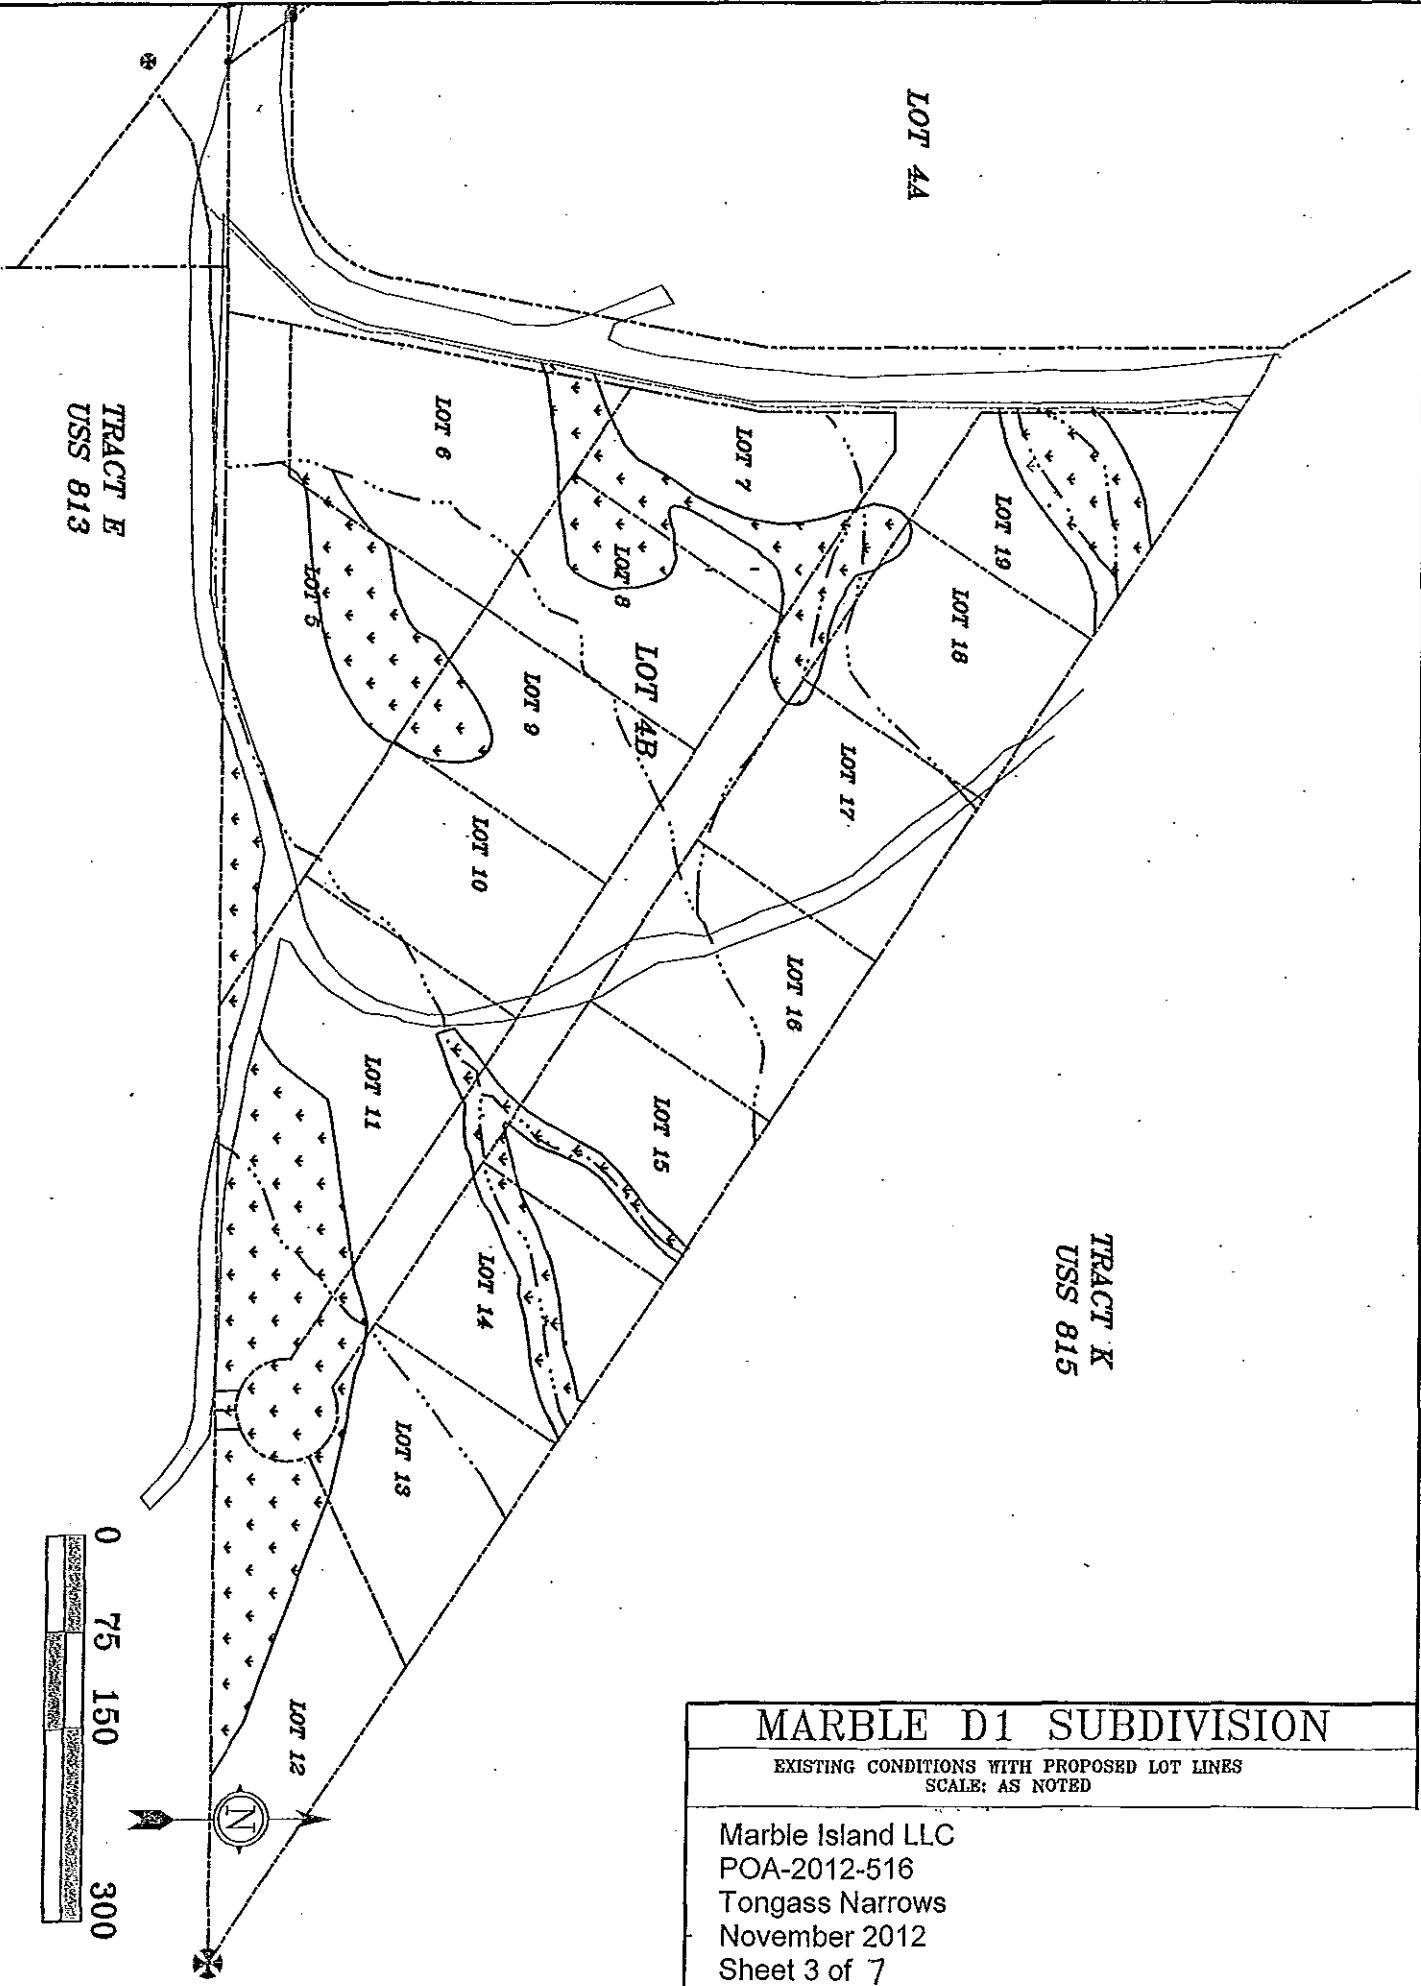 LOT 4A
TRACT E
USS 813
LOT 6
LOT 7
LOT 19
LOT 18
LOT 8
LOT 5
LOT 4B
LOT 9
LOT 17
LOT 10
LOT 16
LOT 11
LOT 15
TRACT K
USS 815
LOT 14
LOT 13
LOT 12
0 75 150 300
N
MARBLE D1 SUBDIVISION
EXISTING CONDITIONS WITH PROPOSED LOT LINES
SCALE: AS NOTED
Marble Island LLC
POA-2012-516
Tongass Narrows
November 2012
Sheet 3 of 7